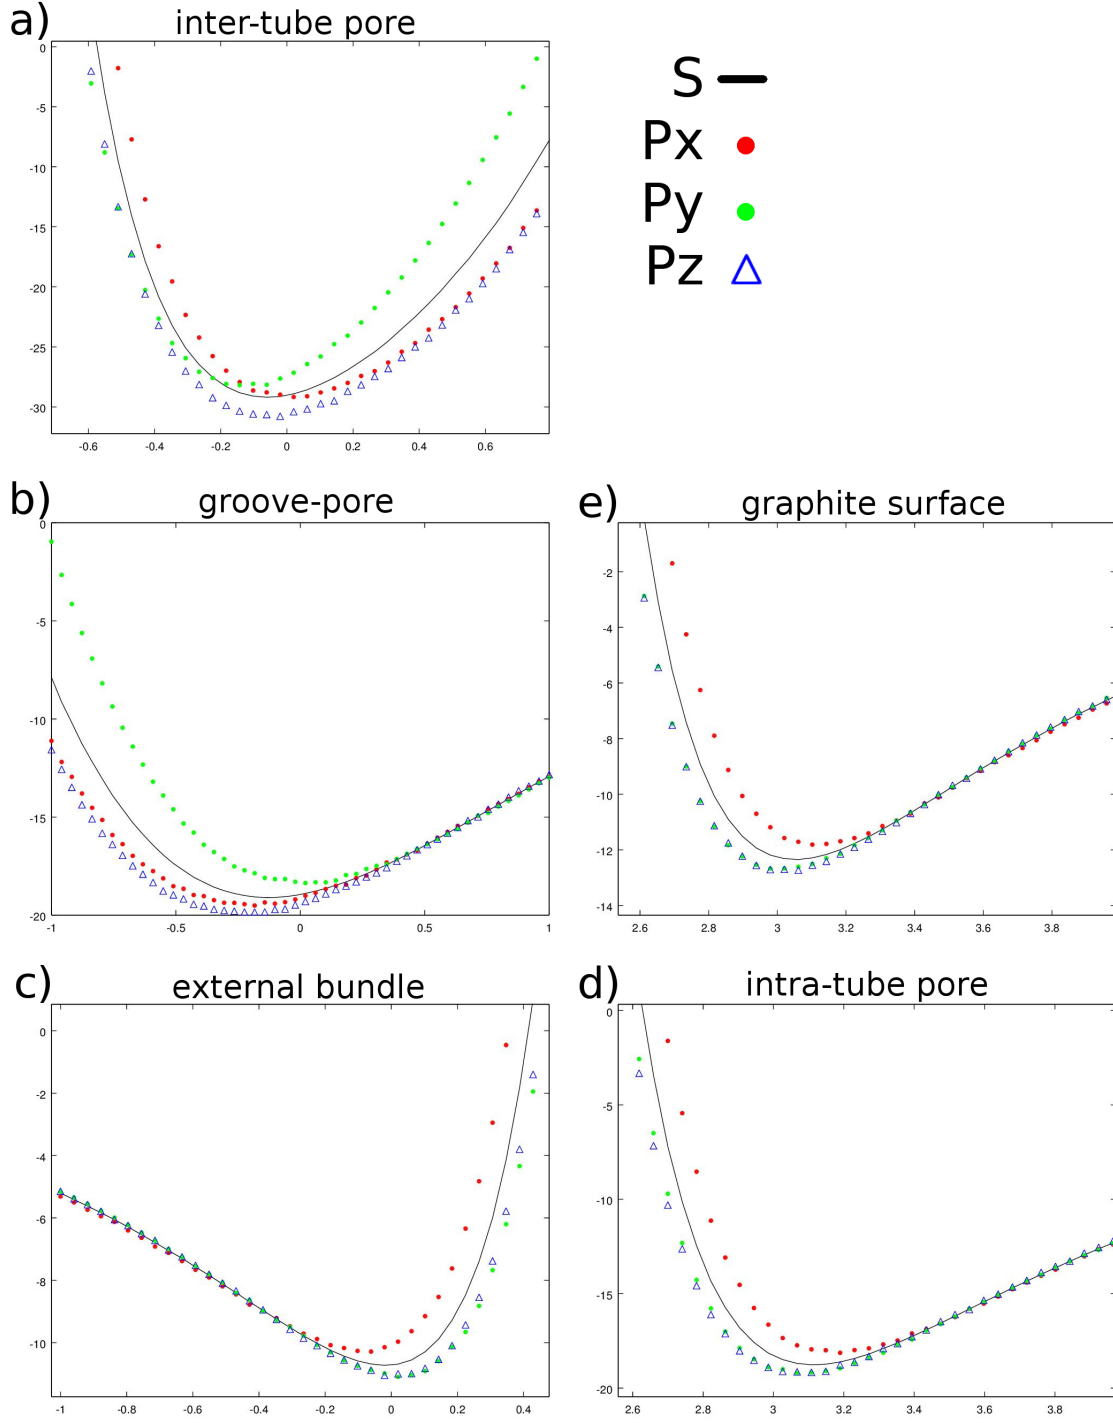 a) inter-tube pore
0
-5
-10
-15
-20
-25
-30
-0.6 -0.4 -0.2 0 0.2 0.4 0.6
S
Px
Py
Pz
b) groove-pore
0
-5
-10
-15
-20
-1 -0.5 0 0.5 1
e) graphite surface
-2
-4
-6
-8
-10
-12
-14
2.6 2.8 3 3.2 3.4 3.6 3.8
c) external bundle
0
-2
-4
-6
-8
-10
-1 -0.8 -0.6 -0.4 -0.2 0 0.2 0.4
d) intra-tube pore
0
-5
-10
-15
-20
2.6 2.8 3 3.2 3.4 3.6 3.8